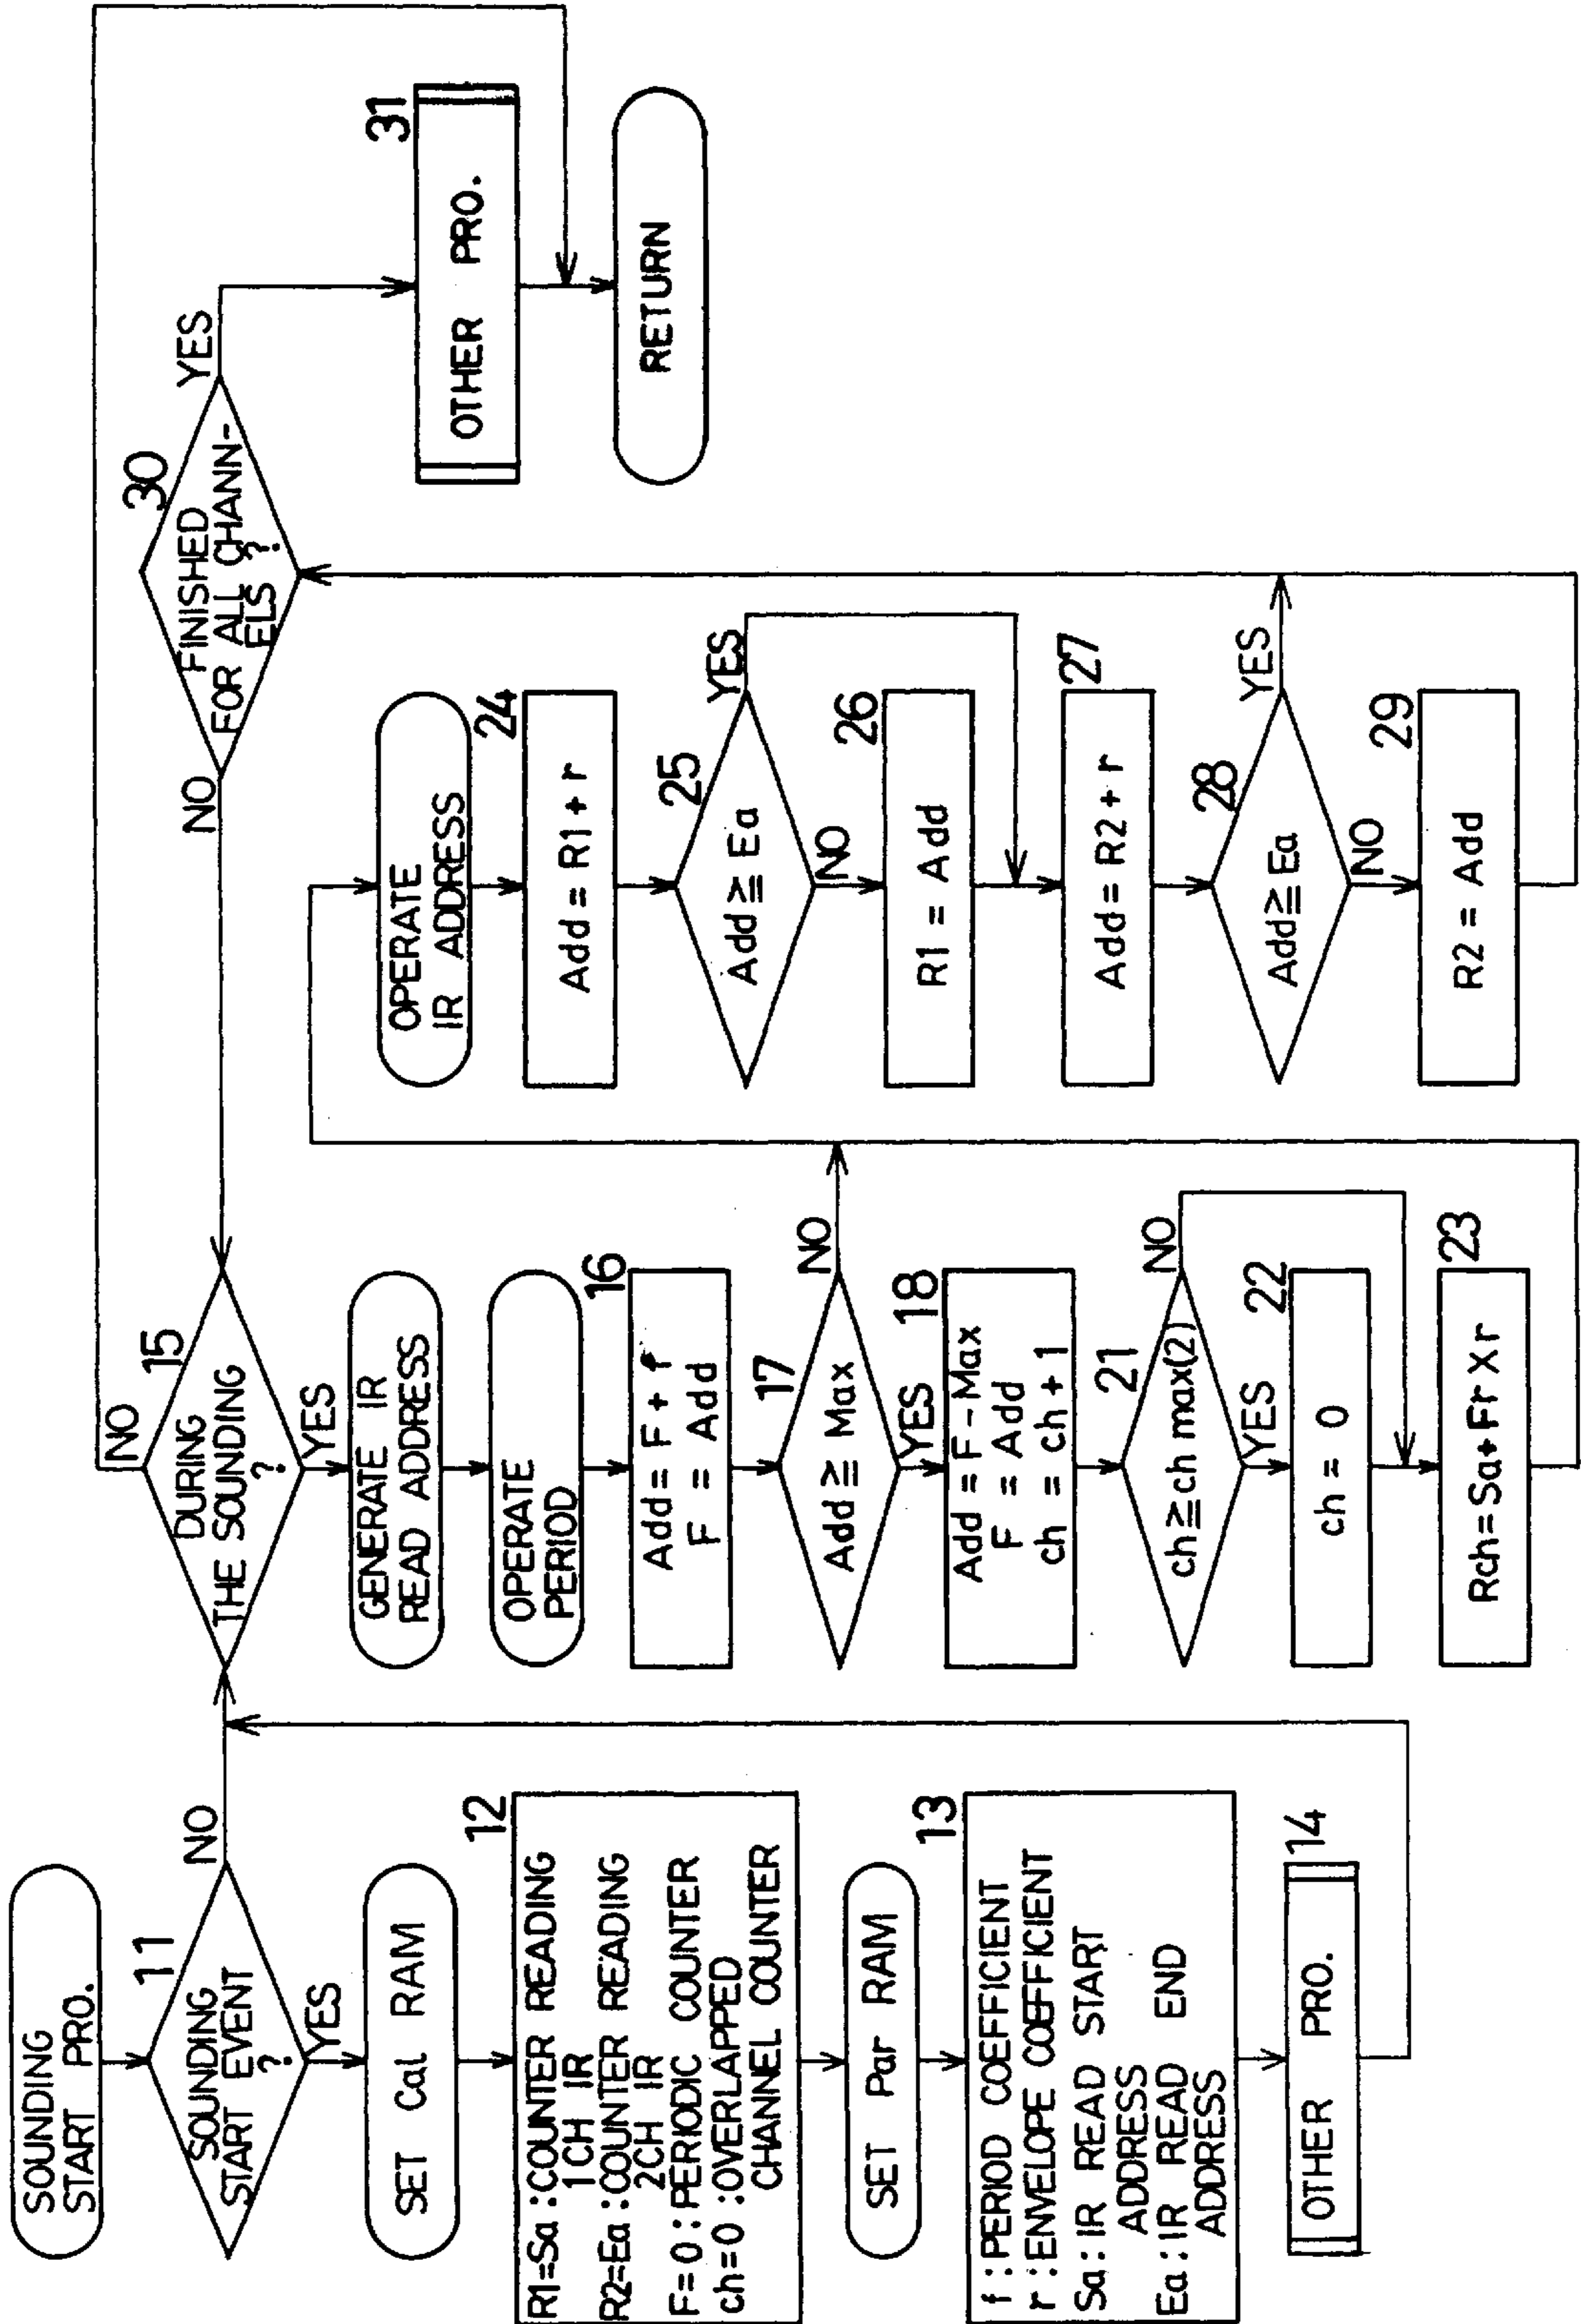 SOUNDING
START PRO.
11
SOUNDING
START EVENT
?
NO
YES
SET Cal RAM
12
R1=Sa:COUNTER READING
1CH IR
R2=Ea:COUNTER READING
2CH IR
F=0:PERIODIC COUNTER
ch=0:OVERLAPPED
CHANNEL COUNTER
SET Par RAM
13
f:PERIOD COEFFICIENT
r:ENVELOPE COEFFICIENT
Sa:IR READ START
ADDRESS
Ea:IR READ END
ADDRESS
14
OTHER PRO.
15
DURING
THE SOUNDING
?
NO
YES
GENERATE IR
READ ADDRESS
OPERATE
PERIOD
16
Add=F+f
F=Add
17
Add≧Max
NO
YES
18
Add=F-Max
F=Add
ch=ch+1
21
ch≧ch max(2)
NO
YES
22
ch=0
23
Rch=Sa+Fr×r
OPERATE
IR ADDRESS
24
Add=R1+r
25
Add≧Ea
YES
NO
26
R1=Add
27
Add=R2+r
28
Add≧Ea
YES
NO
29
R2=Add
30
FINISHED
FOR ALL CHANN-
ELS ?
NO
YES
31
OTHER PRO.
RETURN